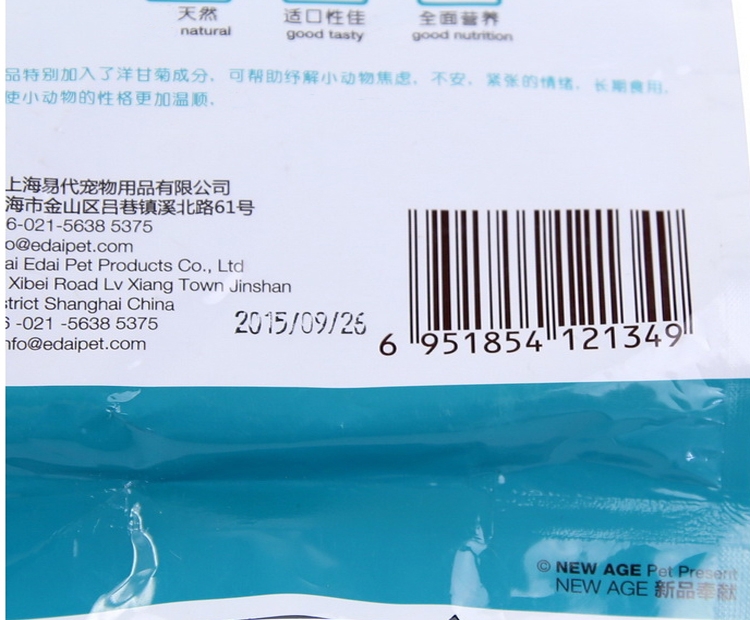 天然
natural
适口性佳
good tasty
全面营养
good nutrition
品特别加入了洋甘菊成分，可帮助纾解小动物焦虑、不安、紧张的情绪，长期食用，
使小动物的性格更加温顺。
上海易代宠物用品有限公司
海市金山区吕巷镇溪北路61号
6-021-5638 5375
o@edaipet.com
ai Edai Pet Products Co., Ltd
Xibei Road Lv Xiang Town Jinshan
strict Shanghai China
6 -021 -5638 5375
nfo@edaipet.com
2015/09/26
6 951854 121349
© NEW AGE Pet Present
NEW AGE 新品奉献